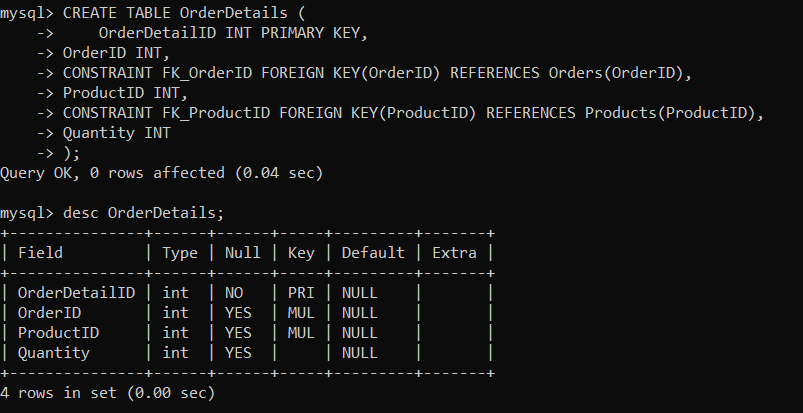 mysql> CREATE TABLE OrderDetails (
    ->     OrderDetailID INT PRIMARY KEY,
    -> OrderID INT,
    -> CONSTRAINT FK_OrderID FOREIGN KEY(OrderID) REFERENCES Orders(OrderID),
    -> ProductID INT,
    -> CONSTRAINT FK_ProductID FOREIGN KEY(ProductID) REFERENCES Products(ProductID),
    -> Quantity INT
    -> );
Query OK, 0 rows affected (0.04 sec)

mysql> desc OrderDetails;
+---------------+------+------+-----+---------+-------+
| Field         | Type | Null | Key | Default | Extra |
+---------------+------+------+-----+---------+-------+
| OrderDetailID | int  | NO   | PRI | NULL    |       |
| OrderID       | int  | YES  | MUL | NULL    |       |
| ProductID     | int  | YES  | MUL | NULL    |       |
| Quantity      | int  | YES  |     | NULL    |       |
+---------------+------+------+-----+---------+-------+
4 rows in set (0.00 sec)